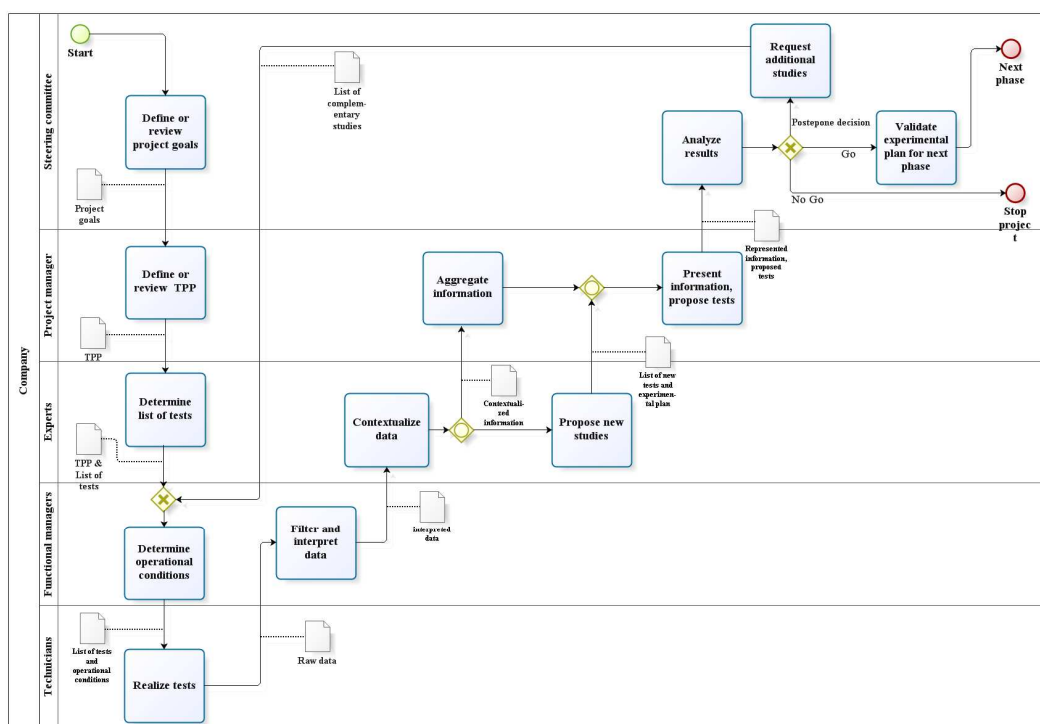 Company
Steering committee
Start
Define or
review
project goals
Project
goals
List of
complem-
entary
studies
Request
additional
studies
Postepone decision
Analyze
results
Go
No Go
Validate
experimental
plan for next
phase
Next
phase
Stop
projec
t
Project manager
Define or
review TPP
TPP
Aggregate
information
Present
information,
propose tests
Represented
information,
proposed
tests
Experts
Determine
list of tests
TPP &
List of
tests
Contextualize
data
Contextuali-
zed
information
Propose new
studies
List of new
tests and
experimen-
tal plan
Functional managers
Determine
operational
conditions
Filter and
interpret data
interpreted
data
Technicians
List of tests
and
operational
conditions
Realize tests
Raw data